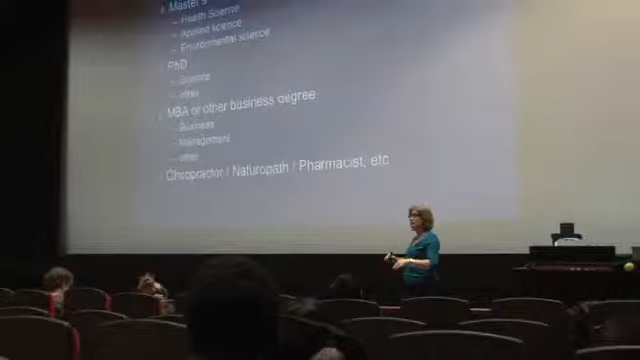 Master's
– Health Science
– Applied science
– Environmental science
PhD
– Science
– other
MBA or other business degree
– Business
– Management
– other
Chiropractor / Naturopath / Pharmacist, etc